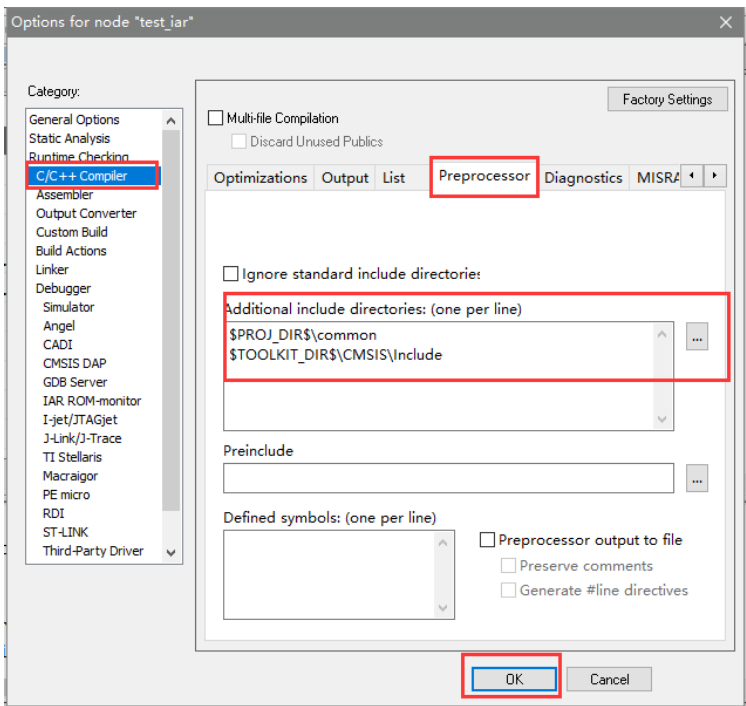 Options for node "test_iar"
Category:
General Options
Static Analysis
Runtime Checking
C/C++ Compiler
Assembler
Output Converter
Custom Build
Build Actions
Linker
Debugger
Simulator
Angel
CADI
CMSIS DAP
GDB Server
IAR ROM-monitor
I-jet/JTAGjet
J-Link/J-Trace
TI Stellaris
Macraigor
PE micro
RDI
ST-LINK
Third-Party Driver
Factory Settings
Multi-file Compilation
Discard Unused Publics
Optimizations Output List Preprocessor Diagnostics MISRA
Ignore standard include directories
Additional include directories: (one per line)
$PROJ_DIR$\common
$TOOLKIT_DIR$\CMSIS\Include
...
Preinclude
...
Defined symbols: (one per line)
Preprocessor output to file
Preserve comments
Generate #line directives
OK Cancel